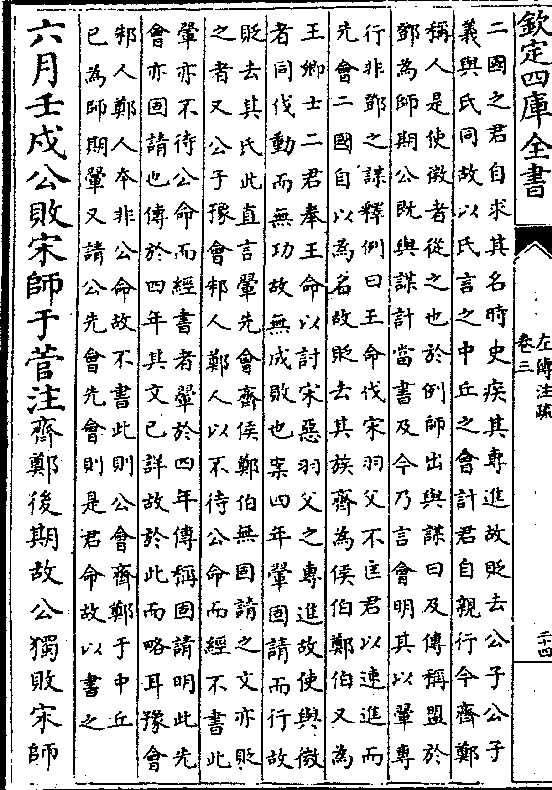 欽定四庫全書
左傳注疏
卷三
二十四
二國之君自求其名時史疾其專進故貶去公子公子
義與氏同故以氏言之中丘之會計君自親行今齊鄭
稱人是使微者從之也於例師出與謀曰及傳稱盟於
鄧為師期公既與謀計當書及今乃言會明其以翬專
行非鄧之謀釋例曰王命伐宋羽父不匡君以速進而
先會二國自以為名故貶去其族齊為侯伯鄭伯又為
王卿士二君奉王命以討宋惡羽父之專進故使與微
者同伐動而無功故無成敗也案四年翬固請而行故
貶去其氏此直言翬先會齊侯鄭伯無固請之文亦貶
之者又公子豫會邾人鄭人以不待公命而經不書此
翬亦不待公命而經書者翬於四年傳稱固請明此先
會亦固請也傳於四年其文已詳故於此而略耳豫會
邾人鄭人本非公命故不書此則公會齊鄭于中丘
已為師期翬又請公先會先會則是君命故以書之
六月壬戌公敗宋師于菅注齊鄭後期故公獨敗宋師